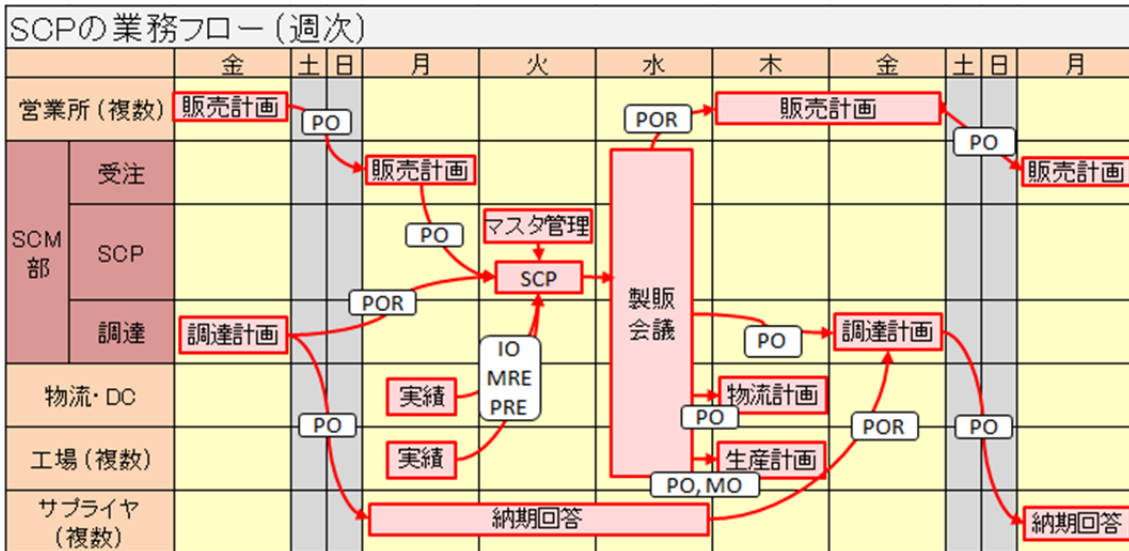 SCPの業務フロー(週次)
金 土 日 月 火 水 木 金 土 日 月
営業所(複数) 販売計画 PO POR 販売計画 PO
SCM部
受注 販売計画 販売計画
SCP PO マスタ管理
SCP
POR
製販
会議
調達 調達計画 PO 調達計画
IO
MRE
PRE
物流・DC 実績 物流計画
PO PO POR PO
工場(複数) 実績 生産計画
PO, MO
サプライヤ
(複数) 納期回答 納期回答